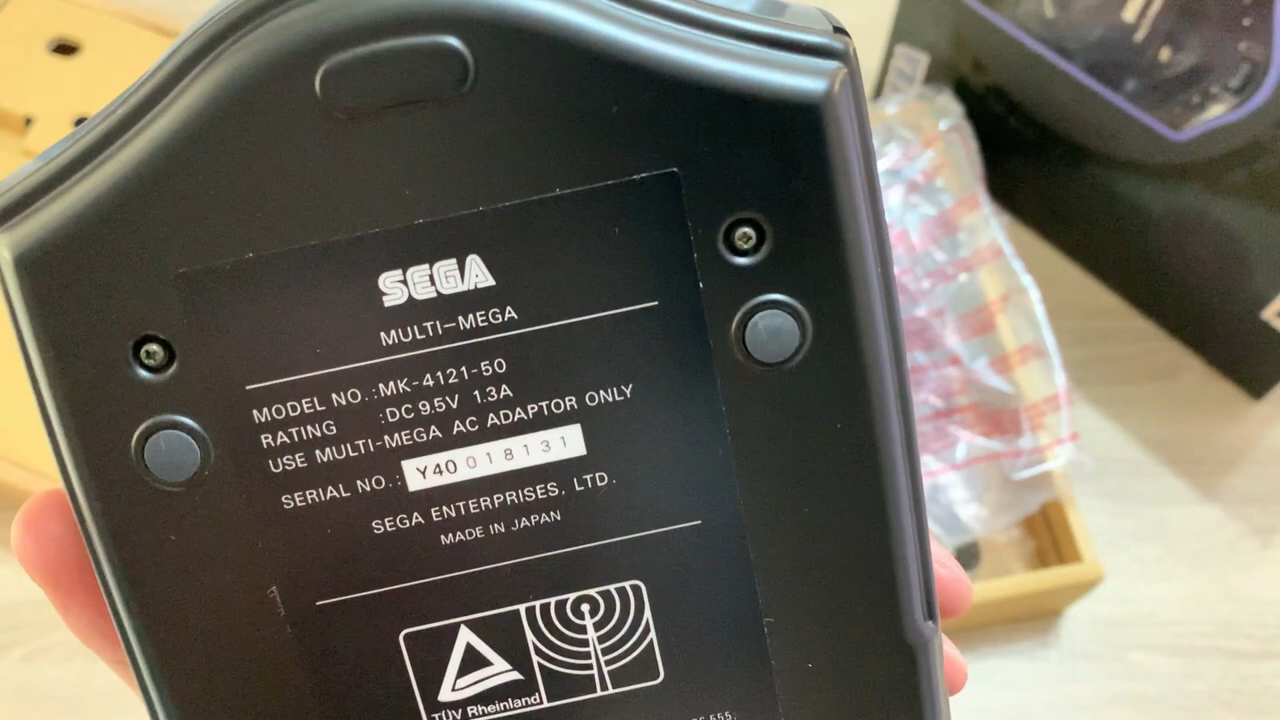 SEGA
MULTI-MEGA
MODEL NO.:MK-4121-50
RATING :DC 9.5V 1.3A
USE MULTI-MEGA AC ADAPTOR ONLY
SERIAL NO.: Y40 018131
SEGA ENTERPRISES, LTD.
MADE IN JAPAN
TÜV Rheinland